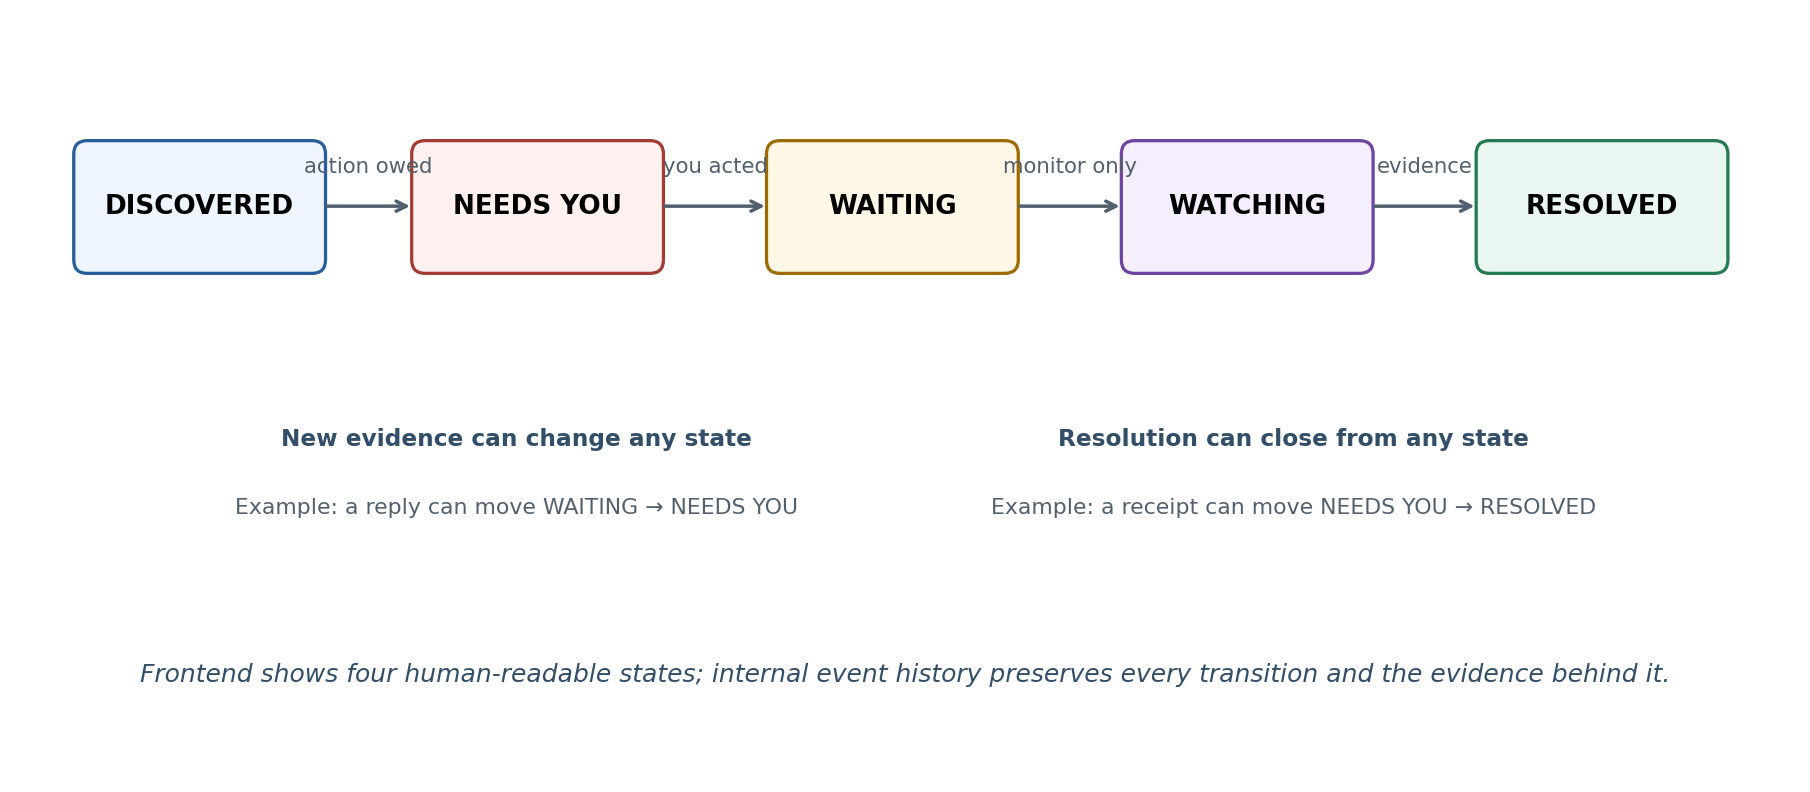 action owed
you acted
monitor only
evidence
DISCOVERED
NEEDS YOU
WAITING
WATCHING
RESOLVED
New evidence can change any state
Resolution can close from any state
Example: a reply can move WAITING → NEEDS YOU
Example: a receipt can move NEEDS YOU → RESOLVED
Frontend shows four human-readable states; internal event history preserves every transition and the evidence behind it.